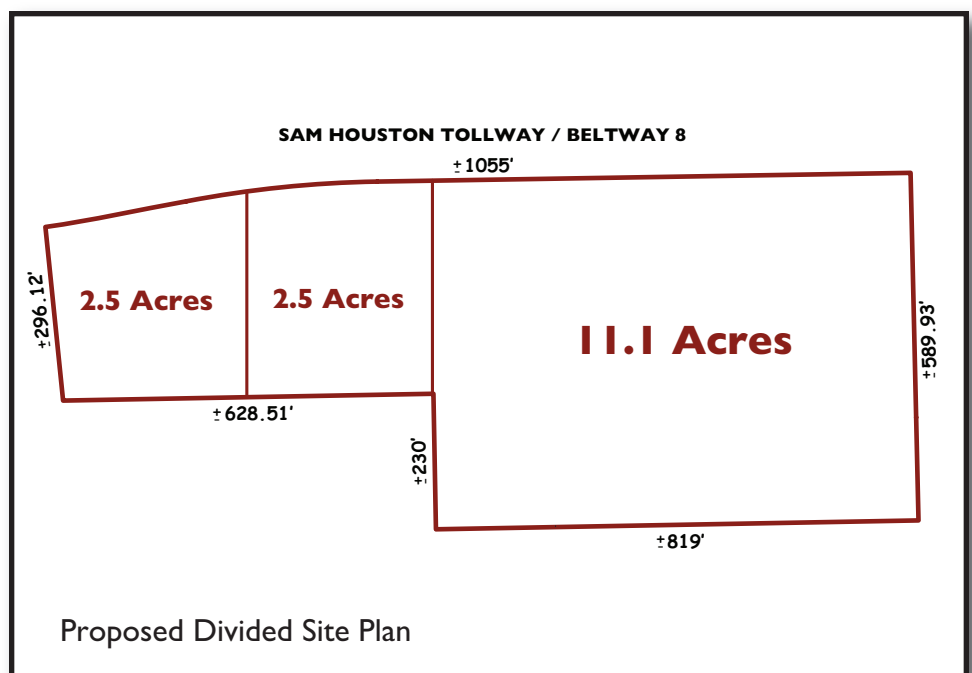 SAM HOUSTON TOLLWAY / BELTWAY 8
±1055'
±296.12'
2.5 Acres
2.5 Acres
11.1 Acres
±589.93'
±628.51'
±230'
±819'
Proposed Divided Site Plan